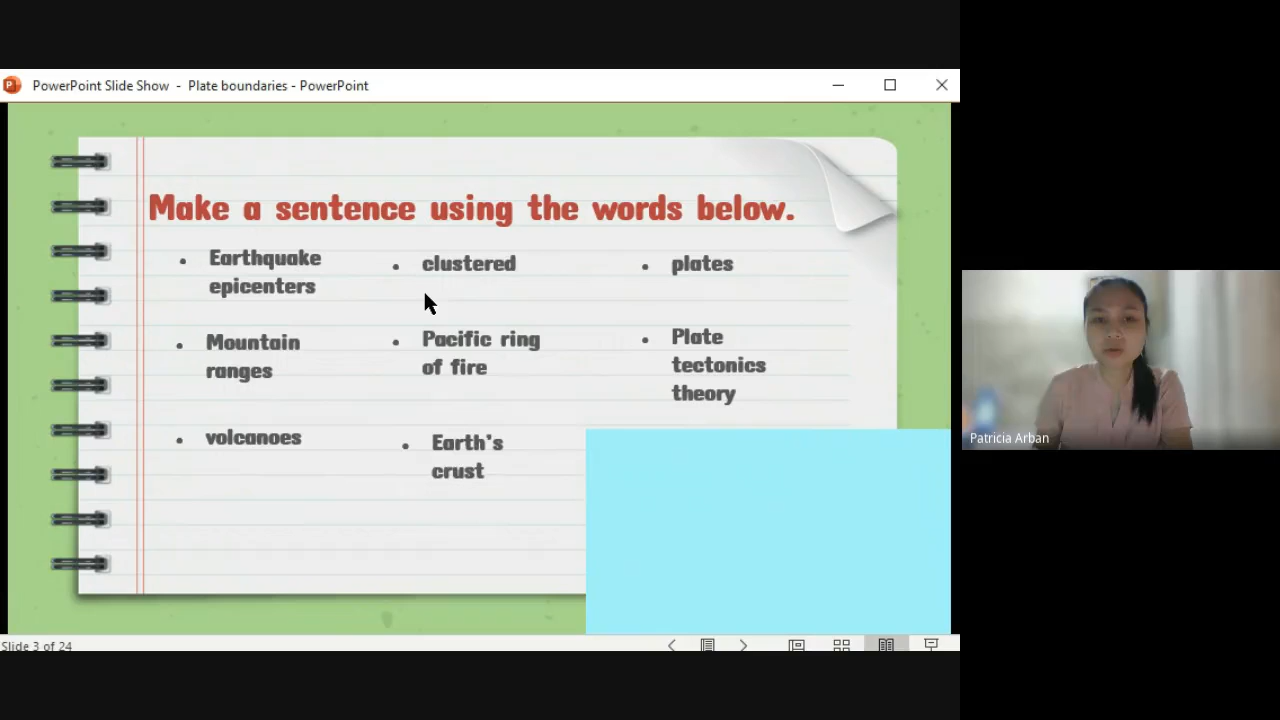 PowerPoint Slide Show - Plate boundaries - PowerPoint
Make a sentence using the words below.
• Earthquake
epicenters
• clustered
• plates
• Mountain
ranges
• Pacific ring
of fire
• Plate
tectonics
theory
• volcanoes
• Earth's
crust
Patricia Arban
Slide 3 of 24